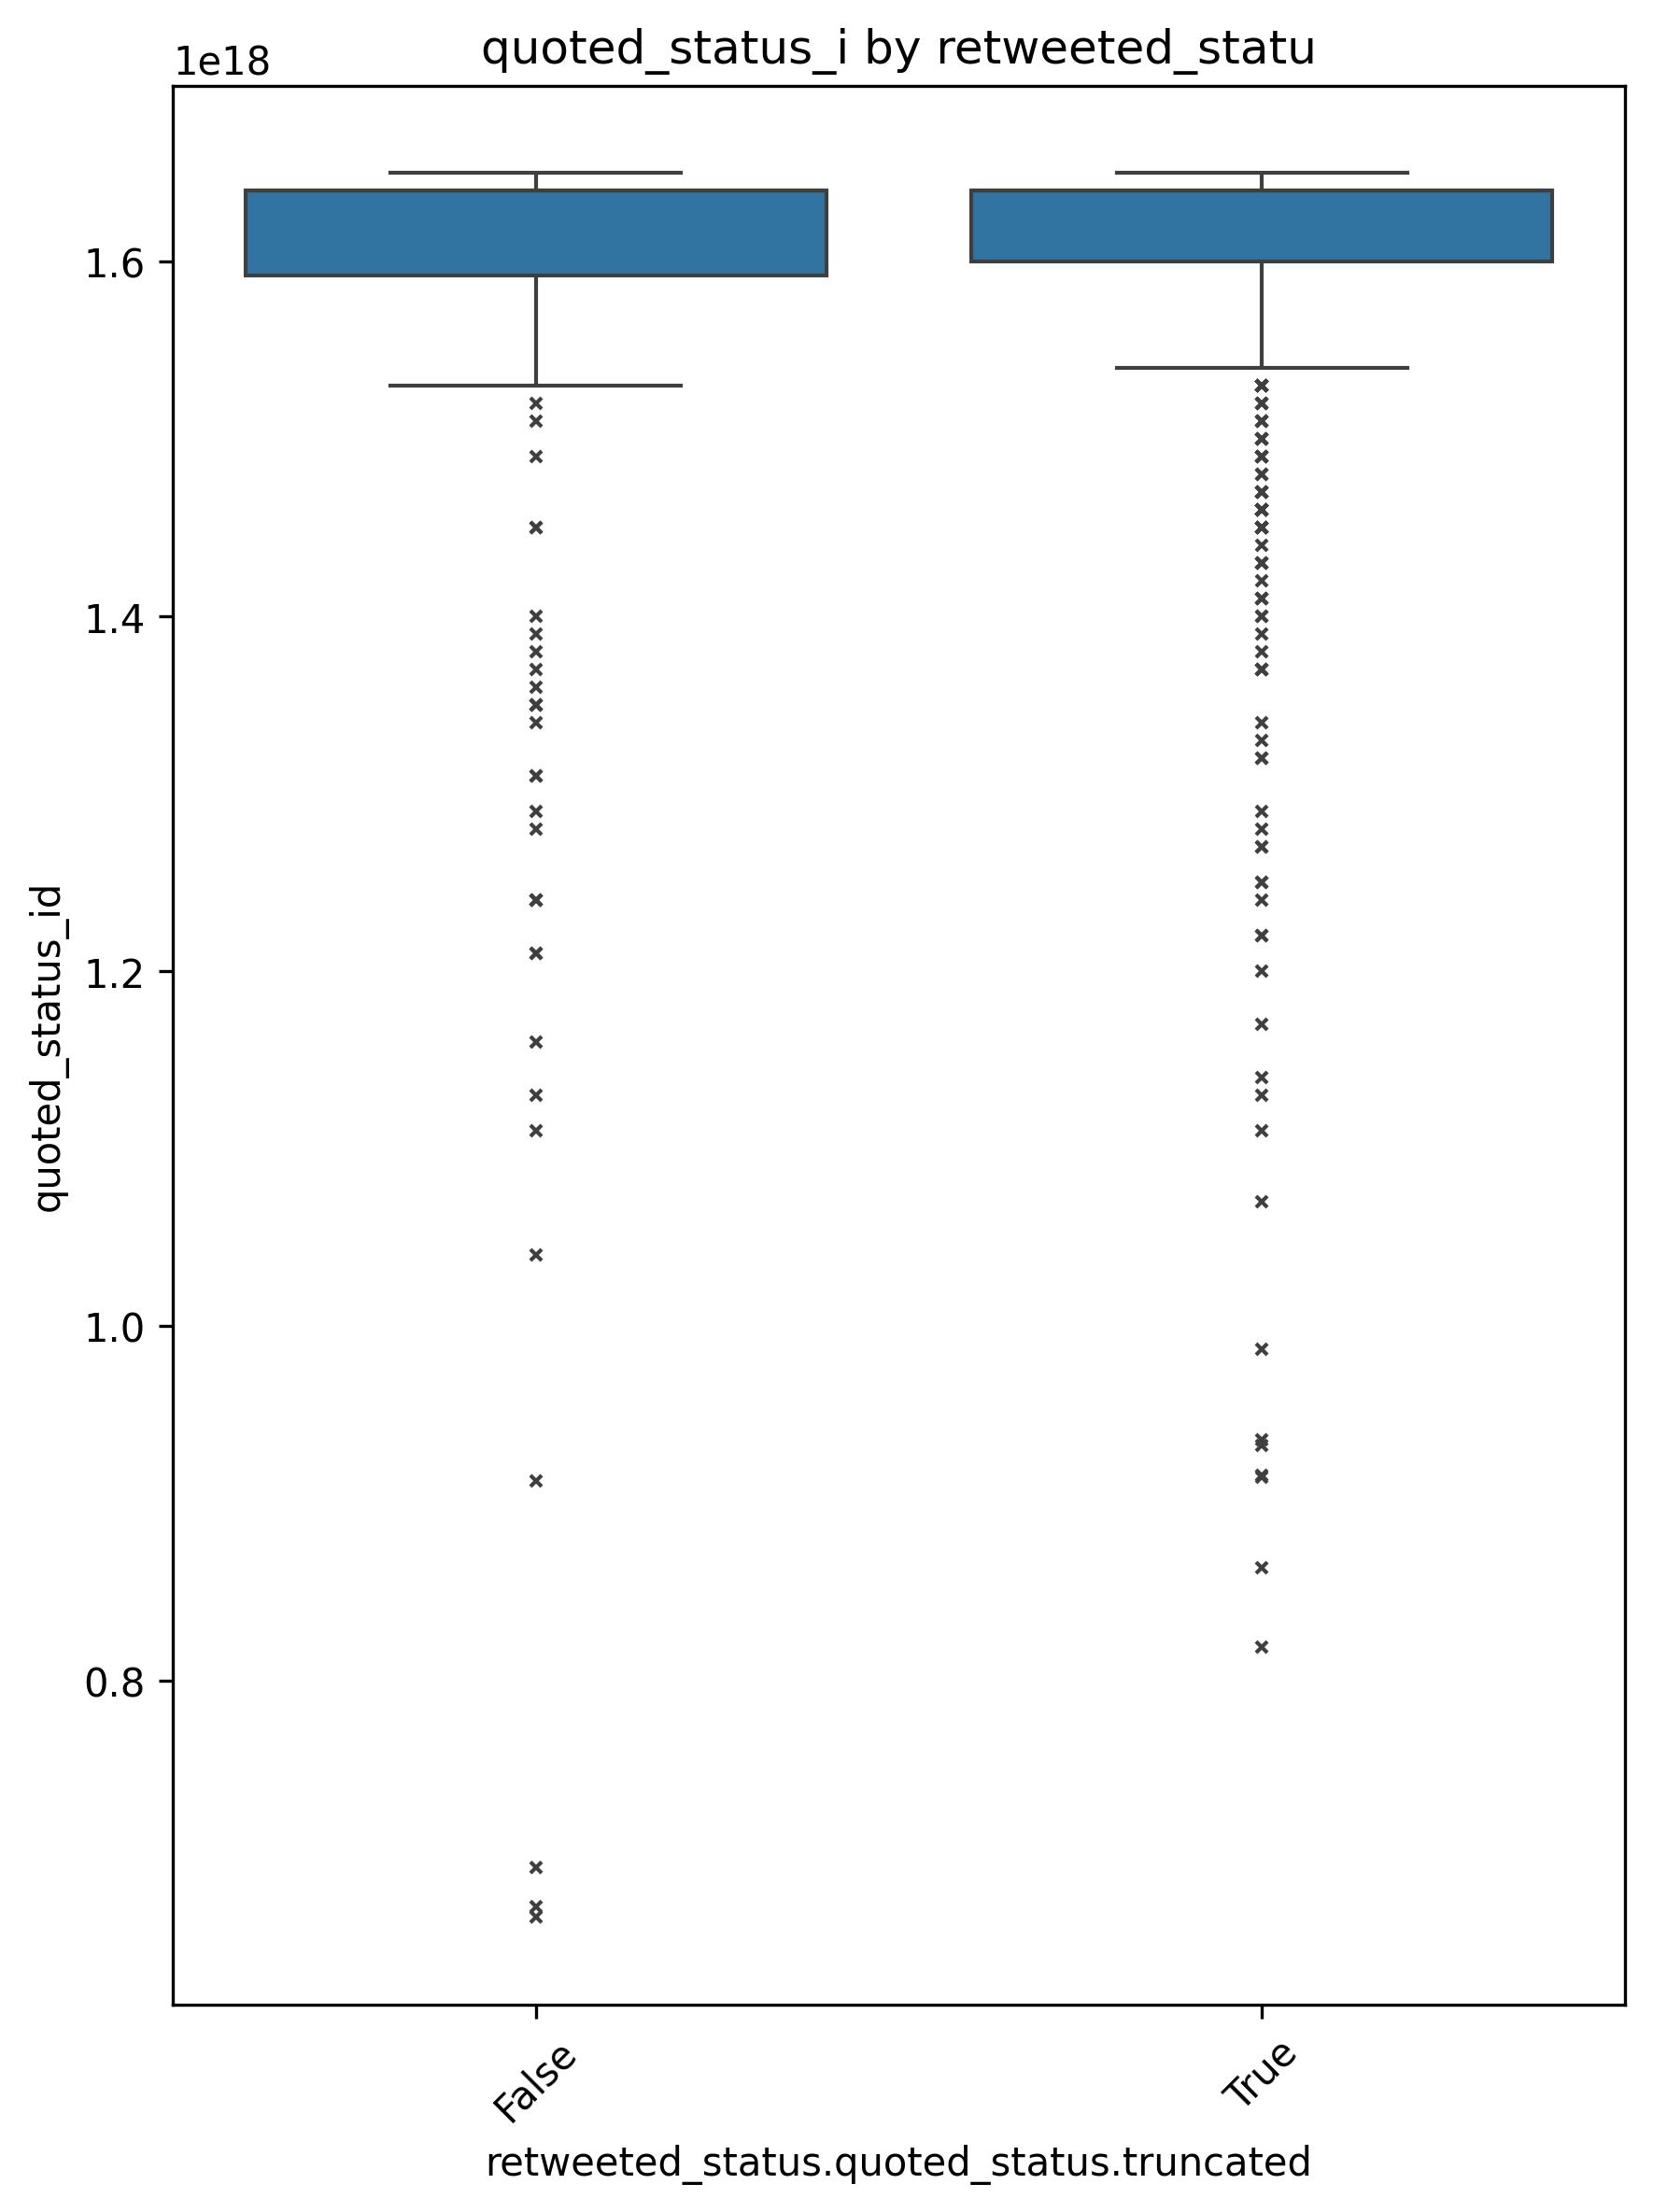 quoted_status_i by retweeted_statu
1e18
1.6
1.4
1.2
1.0
0.8
quoted_status_id
False
True
retweeted_status.quoted_status.truncated